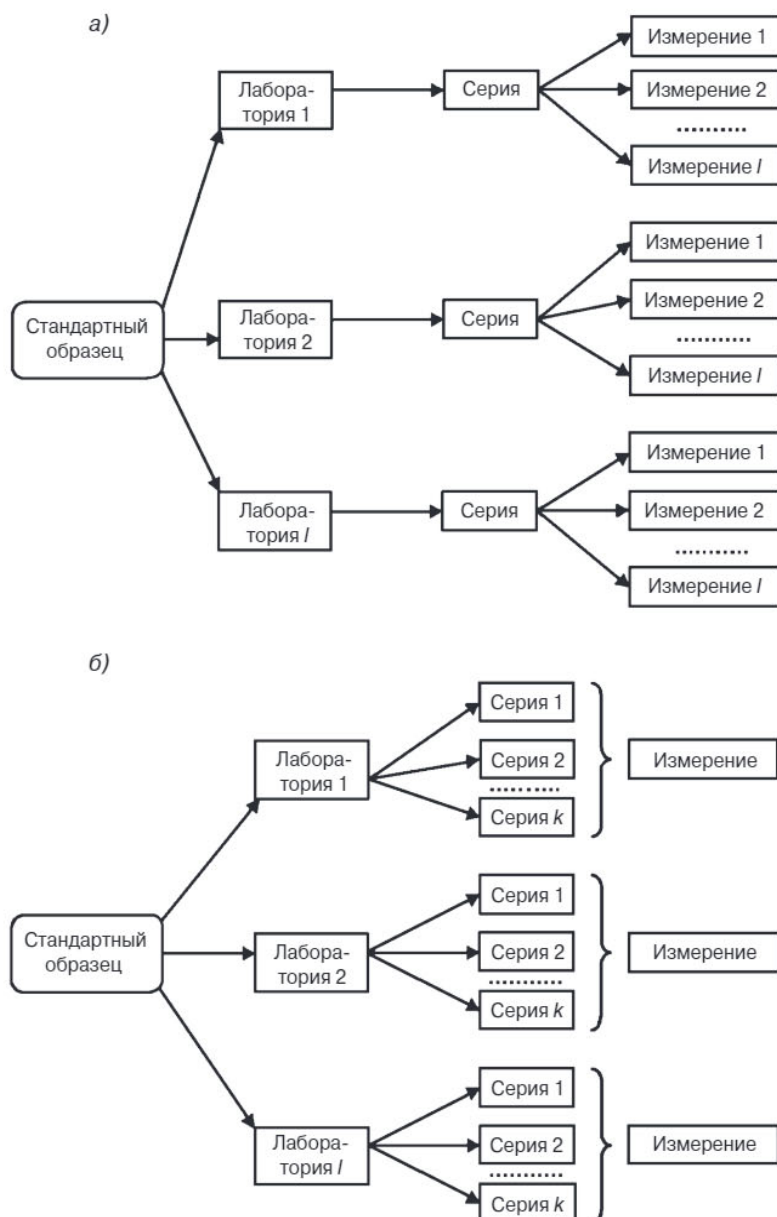 а)
Лабора-
тория 1
Серия
Измерение 1
Измерение 2
Измерение l
Стандартный
образец
Лабора-
тория 2
Серия
Измерение 1
Измерение 2
Измерение l
Лабора-
тория l
Серия
Измерение 1
Измерение 2
Измерение l
б)
Лабора-
тория 1
Серия 1
Серия 2
Серия k
Измерение
Стандартный
образец
Лабора-
тория 2
Серия 1
Серия 2
Серия k
Измерение
Лабора-
тория l
Серия 1
Серия 2
Серия k
Измерение